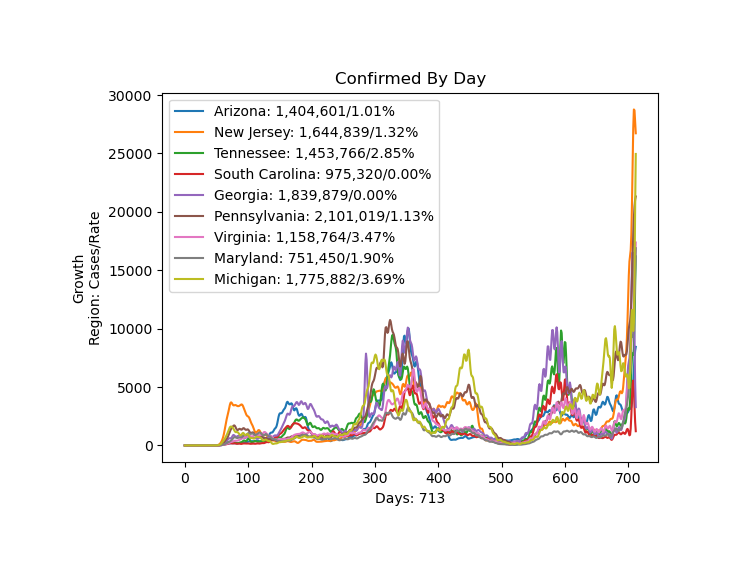 Confirmed By Day
30000
25000
20000
15000
10000
5000
0
Growth
Region: Cases/Rate
Arizona: 1,404,601/1.01%
New Jersey: 1,644,839/1.32%
Tennessee: 1,453,766/2.85%
South Carolina: 975,320/0.00%
Georgia: 1,839,879/0.00%
Pennsylvania: 2,101,019/1.13%
Virginia: 1,158,764/3.47%
Maryland: 751,450/1.90%
Michigan: 1,775,882/3.69%
0 100 200 300 400 500 600 700
Days: 713